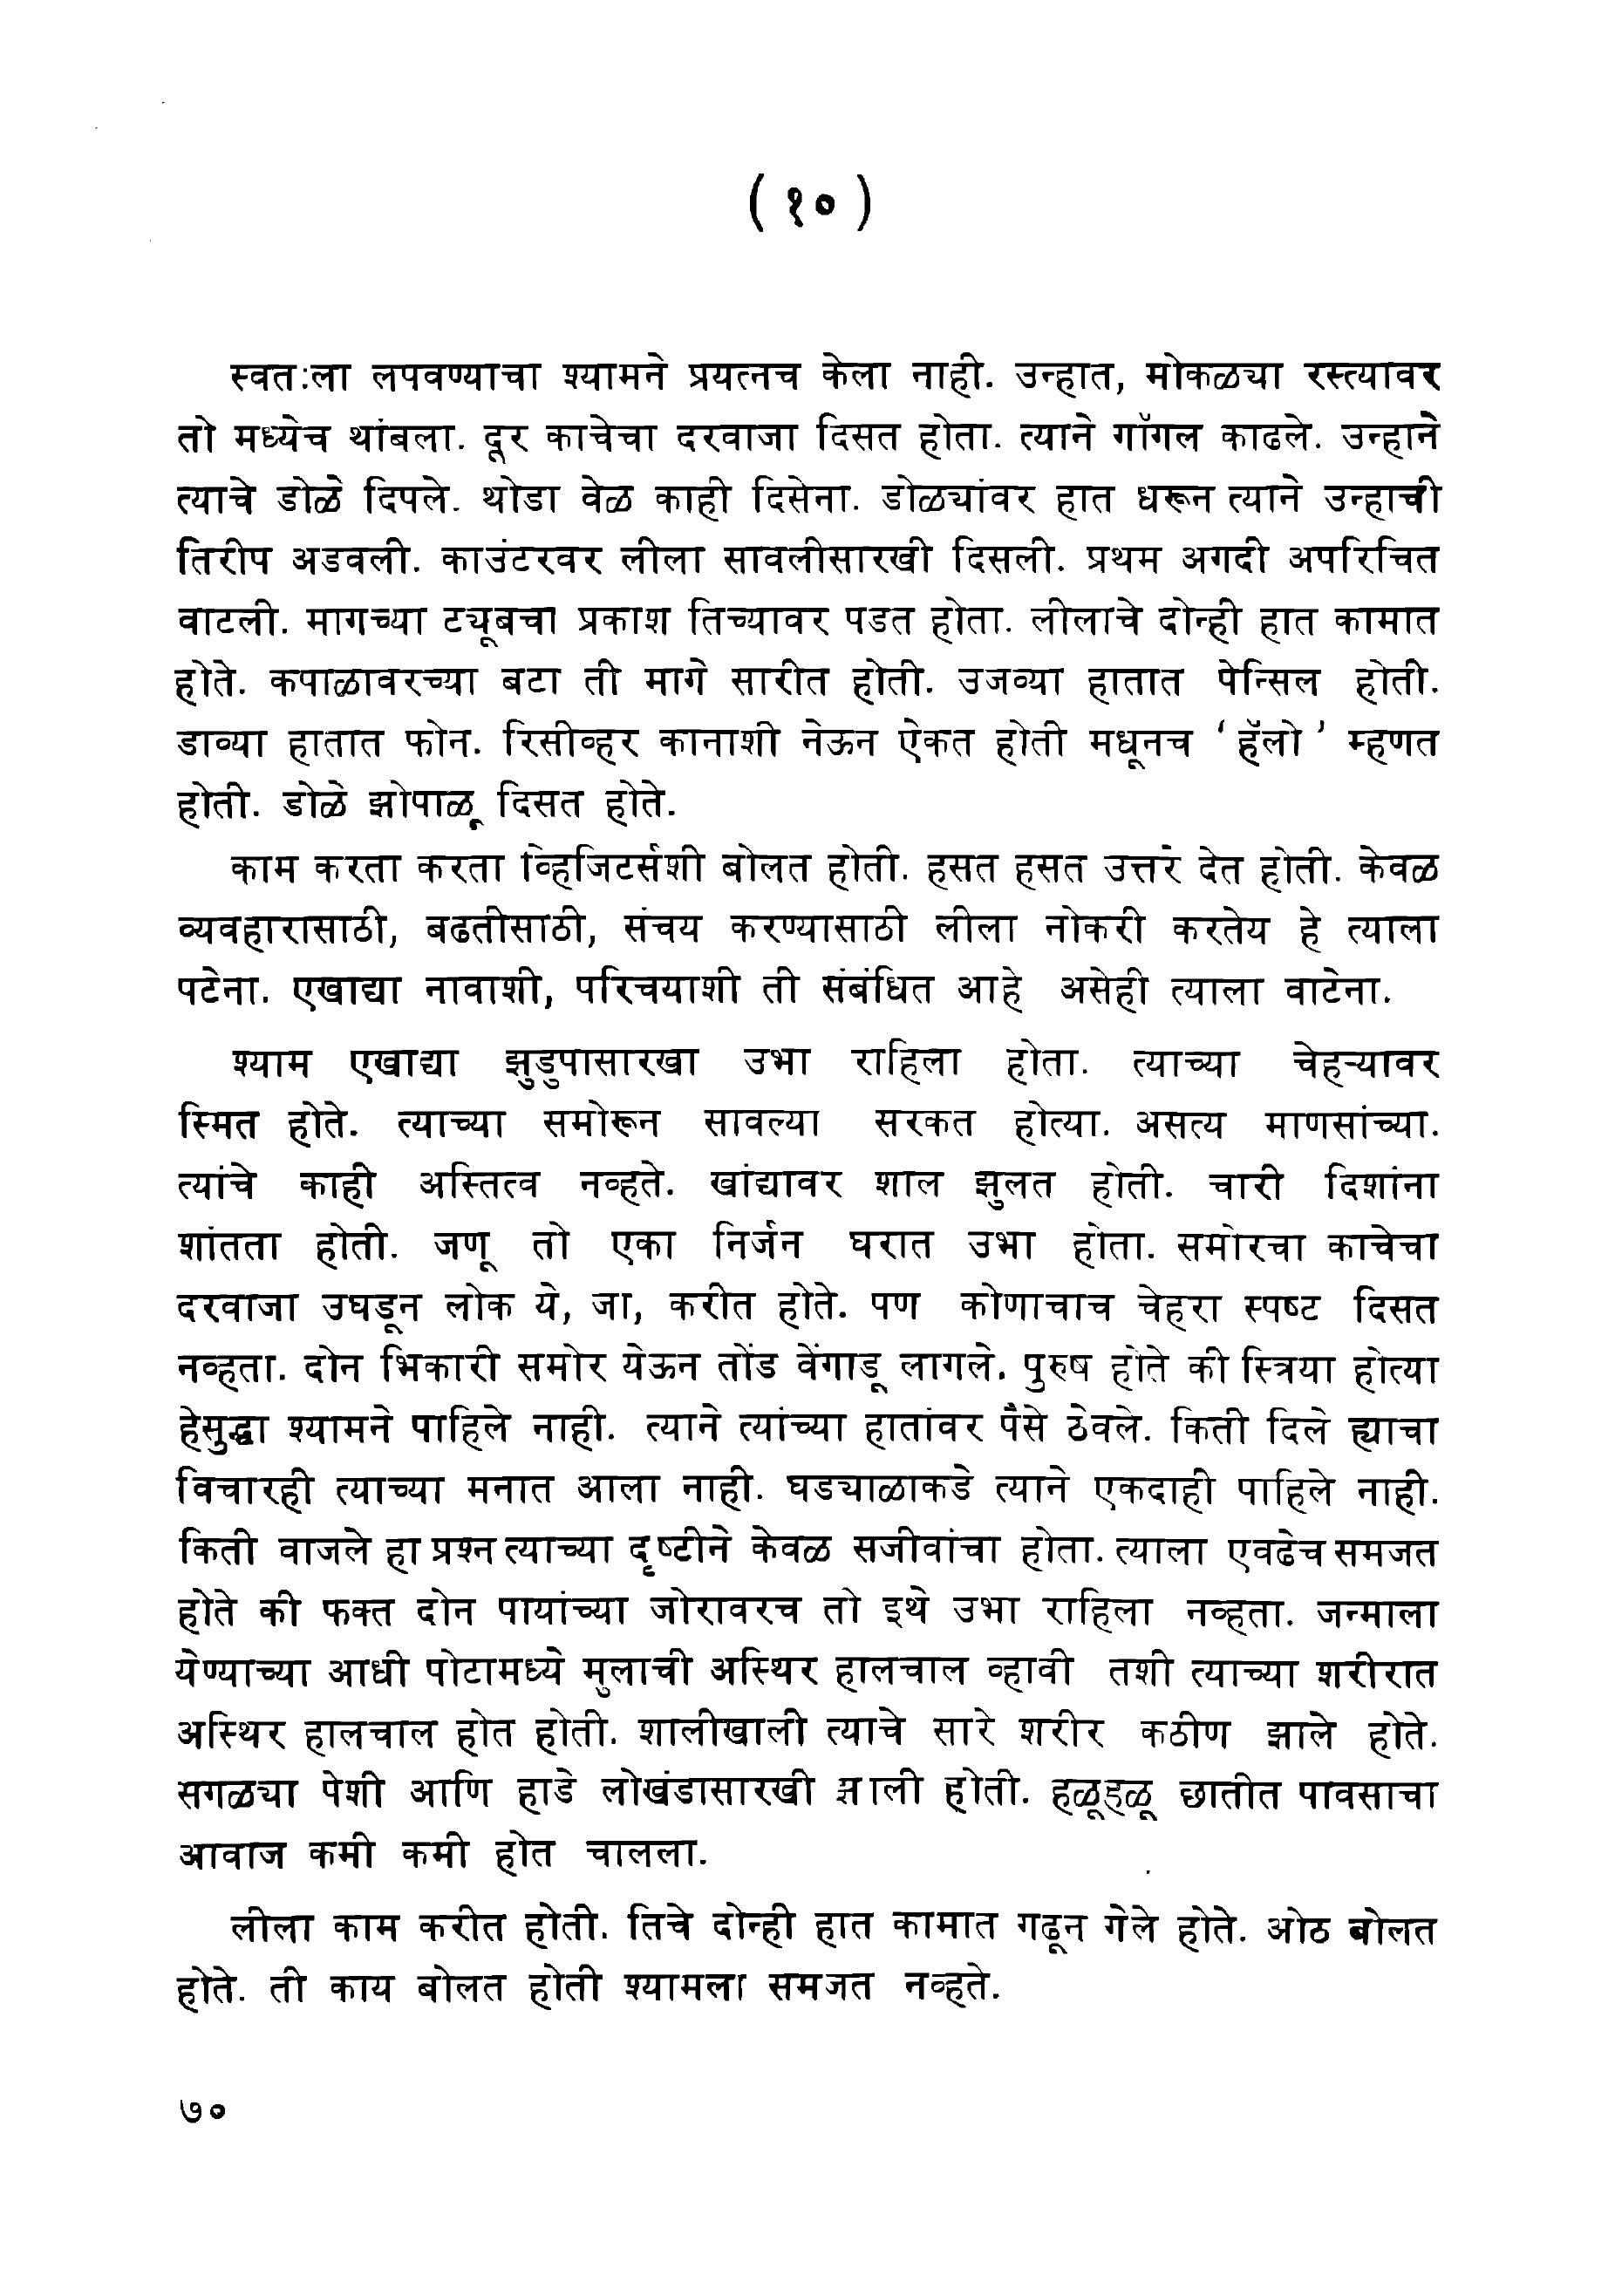 ( १० )
स्वतःला लपवण्याचा श्यामने प्रयत्नच केला नाही. उन्हात, मोकळ्या रस्त्यावर
तो मध्येच थांबला. दूर काचेचा दरवाजा दिसत होता. त्याने गॉगल काढले. उन्हाने
त्याचे डोळे दिपले. थोडा वेळ काही दिसेना. डोळ्यांवर हात धरून त्याने उन्हाची
तिरीप अडवली. काउंटरवर लीला सावलीसारखी दिसली. प्रथम अगदी अपरिचित
वाटली. मागच्या ट्यूबचा प्रकाश तिच्यावर पडत होता. लीलाचे दोन्ही हात कामात
होते. कपाळावरच्या बटा ती मागे सारीत होती. उजव्या हातात पेन्सिल होती.
डाव्या हातात फोन. रिसीव्हर कानाशी नेऊन ऐकत होती मधूनच ‘ हॅलो ’ म्हणत
होती. डोळे झोपाळू दिसत होते.
काम करता करता व्हिजिटर्सशी बोलत होती. हसत हसत उत्तरं देत होती. केवळ
व्यवहारासाठी, बढतीसाठी, संचय करण्यासाठी लीला नोकरी करतेय हे त्याला
पटेना. एखाद्या नावाशी, परिचयाशी ती संबंधित आहे असेही त्याला वाटेना.
श्याम एखाद्या झुडुपासारखा उभा राहिला होता. त्याच्या चेहऱ्यावर
स्मित होते. त्याच्या समोरून सावल्या सरकत होत्या. असत्य माणसांच्या.
त्यांचे काही अस्तित्व नव्हते. खांद्यावर शाल झुलत होती. चारी दिशांना
शांतता होती. जणू तो एका निर्जन घरात उभा होता. समोरचा काचेचा
दरवाजा उघडून लोक ये, जा, करीत होते. पण कोणाचाच चेहरा स्पष्ट दिसत
नव्हता. दोन भिकारी समोर येऊन तोंड वेंगाडू लागले. पुरुष होते की स्त्रिया होत्या
हेसुद्धा श्यामने पाहिले नाही. त्याने त्यांच्या हातांवर पैसे ठेवले. किती दिले ह्याचा
विचारही त्याच्या मनात आला नाही. घड्याळाकडे त्याने एकदाही पाहिले नाही.
किती वाजले हा प्रश्न त्याच्या दृष्टीने केवळ सजीवांचा होता. त्याला एवढेच समजत
होते की फक्त दोन पायांच्या जोरावरच तो इथे उभा राहिला नव्हता. जन्माला
येण्याच्या आधी पोटामध्ये मुलाची अस्थिर हालचाल व्हावी तशी त्याच्या शरीरात
अस्थिर हालचाल होत होती. शालीखाली त्याचे सारे शरीर कठीण झाले होते.
सगळ्या पेशी आणि हाडे लोखंडासारखी झाली होती. हळूहळू छातीत पावसाचा
आवाज कमी कमी होत चालला.
लीला काम करीत होती. तिचे दोन्ही हात कामात गढून गेले होते. ओठ बोलत
होते. ती काय बोलत होती श्यामला समजत नव्हते.
७०